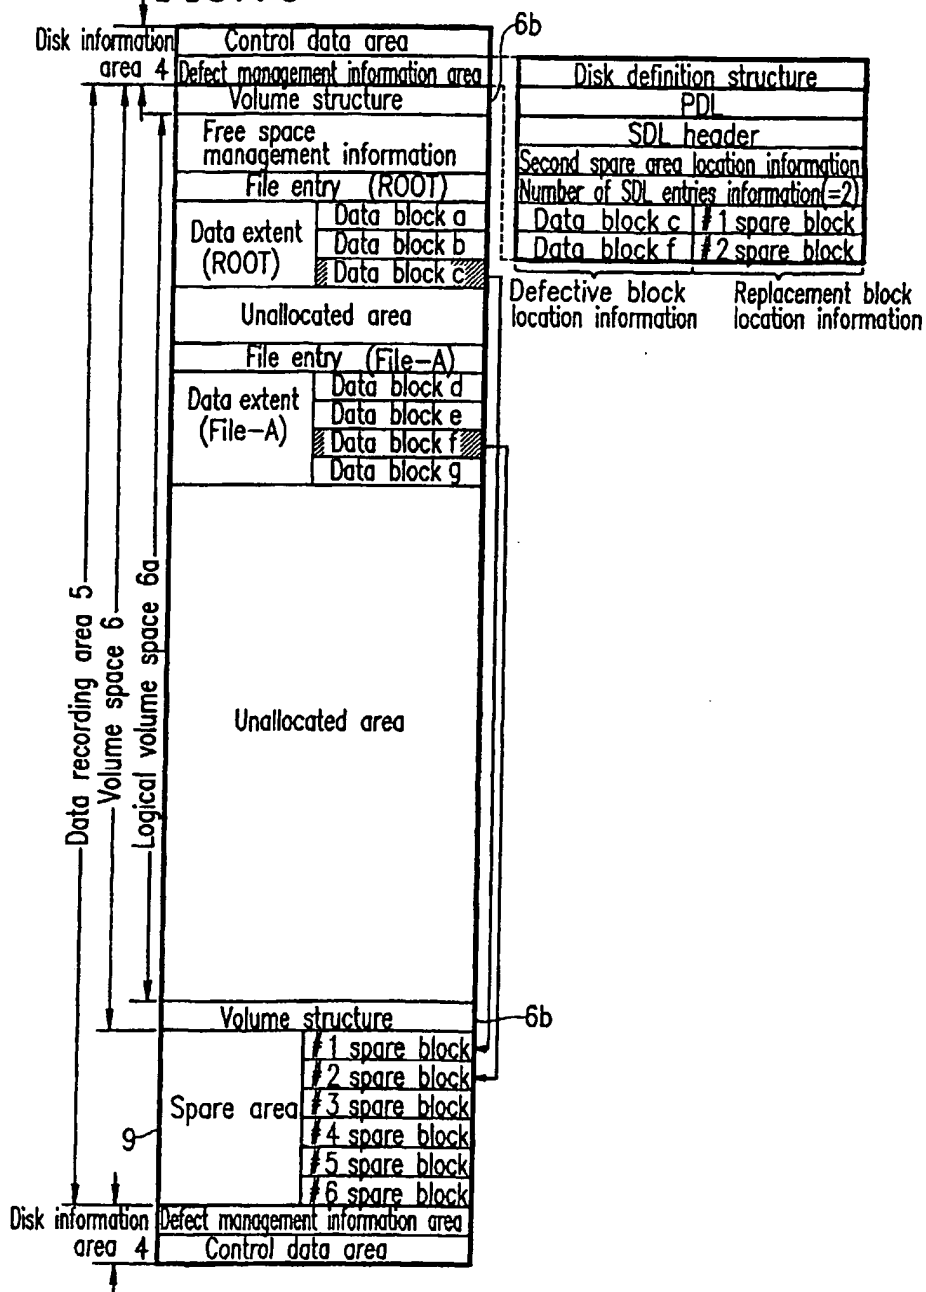 6b
Disk information
area 4
Control data area
Defect management information area
Volume structure
Free space
management information
File entry (ROOT)
Data extent
(ROOT)
Data block a
Data block b
Data block c
Unallocated area
File entry (File-A)
Data extent
(File-A)
Data block d
Data block e
Data block f
Data block g
Unallocated area
Volume structure
6b
Spare area
9
#1 spare block
#2 spare block
#3 spare block
#4 spare block
#5 spare block
#6 spare block
Disk information
area 4
Defect management information area
Control data area
Data recording area 5
Volume space 6
Logical volume space 6a
Disk definition structure
PDL
SDL header
Second spare area location information
Number of SDL entries information(=2)
Data block c #1 spare block
Data block f #2 spare block
Defective block
location information
Replacement block
location information